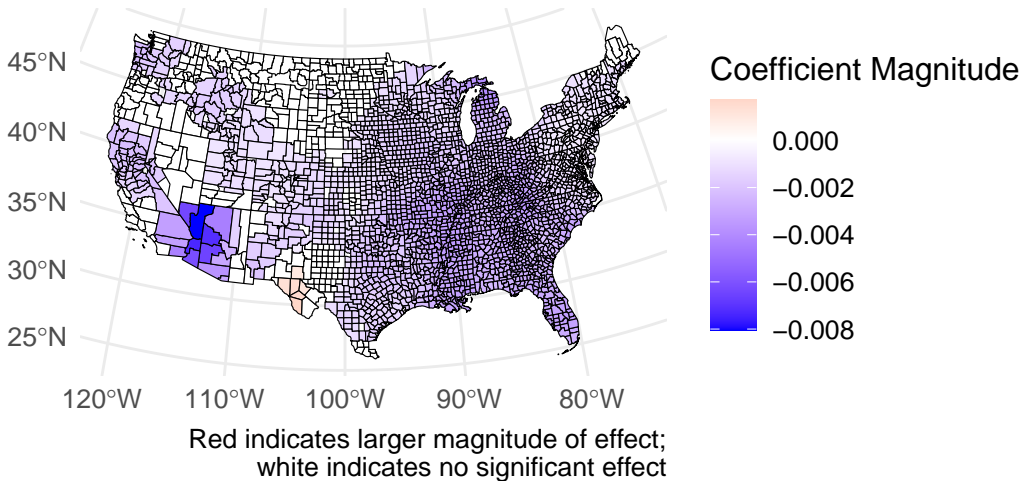 45°N
40°N
35°N
30°N
25°N
120°W 110°W 100°W 90°W 80°W
Coefficient Magnitude
0.000
−0.002
−0.004
−0.006
−0.008
Red indicates larger magnitude of effect;
white indicates no significant effect